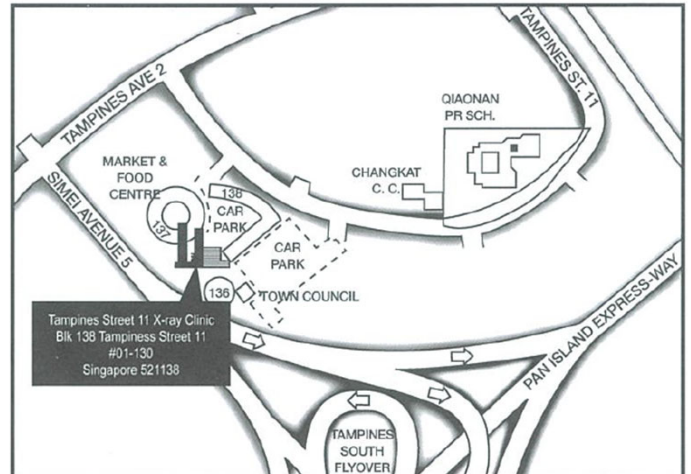 TAMPINES AVE 2
TAMPINES ST. 11
QIAONAN
PR SCH.
MARKET &
FOOD
CENTRE
CHANGKAT
C. C.
138
CAR
PARK
137
SIMEI AVENUE 5
CAR
PARK
136
TOWN COUNCIL
Tampines Street 11 X-ray Clinic
Blk 138 Tampiness Street 11
#01-130
Singapore 521138
PAN ISLAND EXPRESS-WAY
TAMPINES
SOUTH
FLYOVER